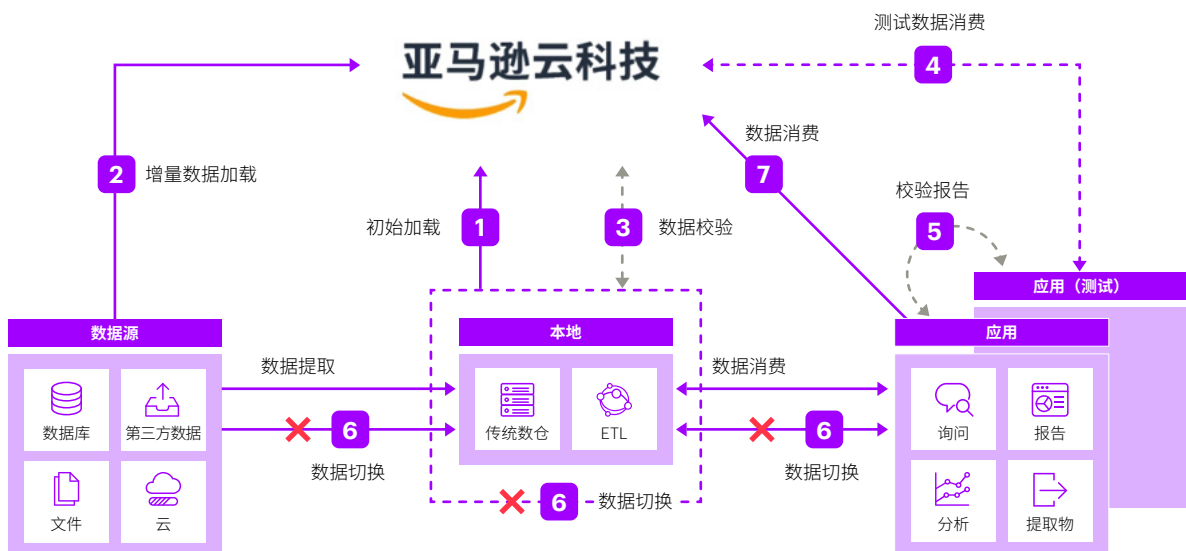 测试数据消费
亚马逊云科技
4
数据消费
2
增量数据加载
7
校验报告
初始加载
1
3
数据校验
5
应用（测试）
数据源
本地
应用
数据提取
数据消费
数据库
第三方数据
6
传统数仓
ETL
6
询问
报告
数据切换
数据切换
6
数据切换
文件
云
分析
提取物